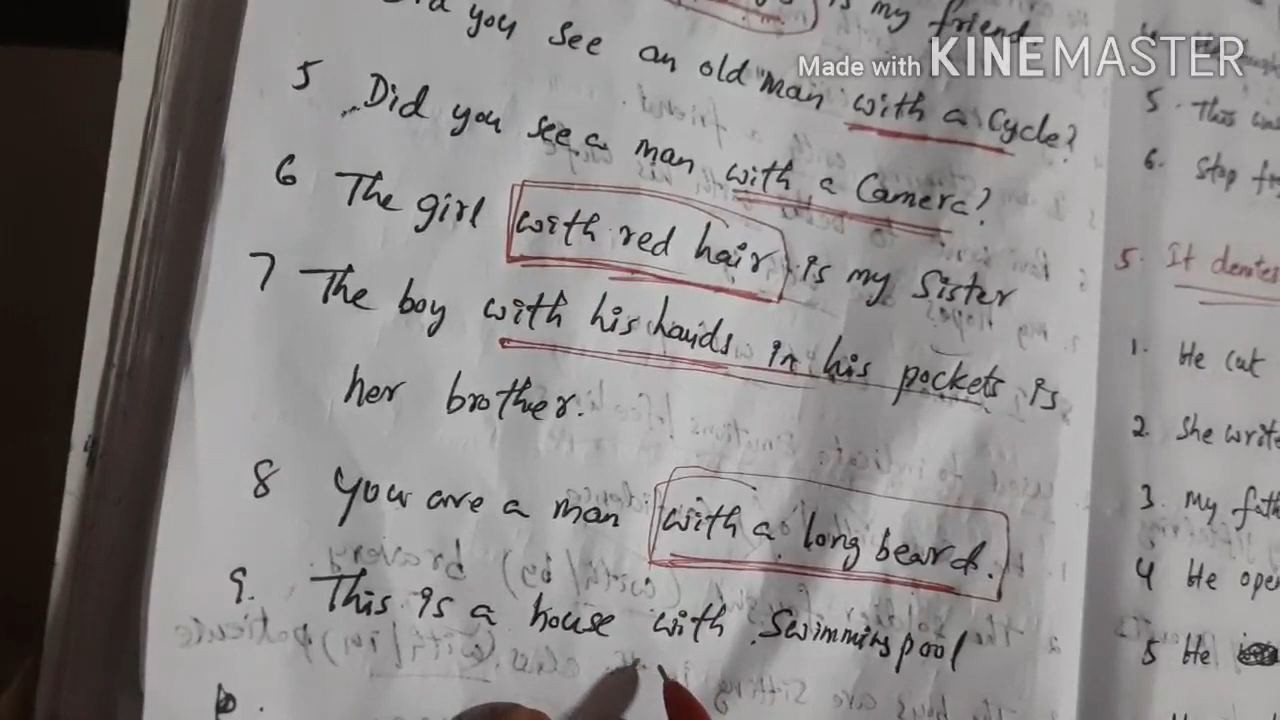 is my friend
Did you see an old man with a cycle?
Made with KINEMASTER
5 Did you see a man with a Camera?
6 The girl with red hair is my Sister
7 The boy with his hands in his pockets is
her brother.
8 You are a man with a long beard.
9. This is a house with Swimming pool
5. This
6. Stop
5. It denotes
1. He cut
2. She write
3. My fath
4 He ope
5 He